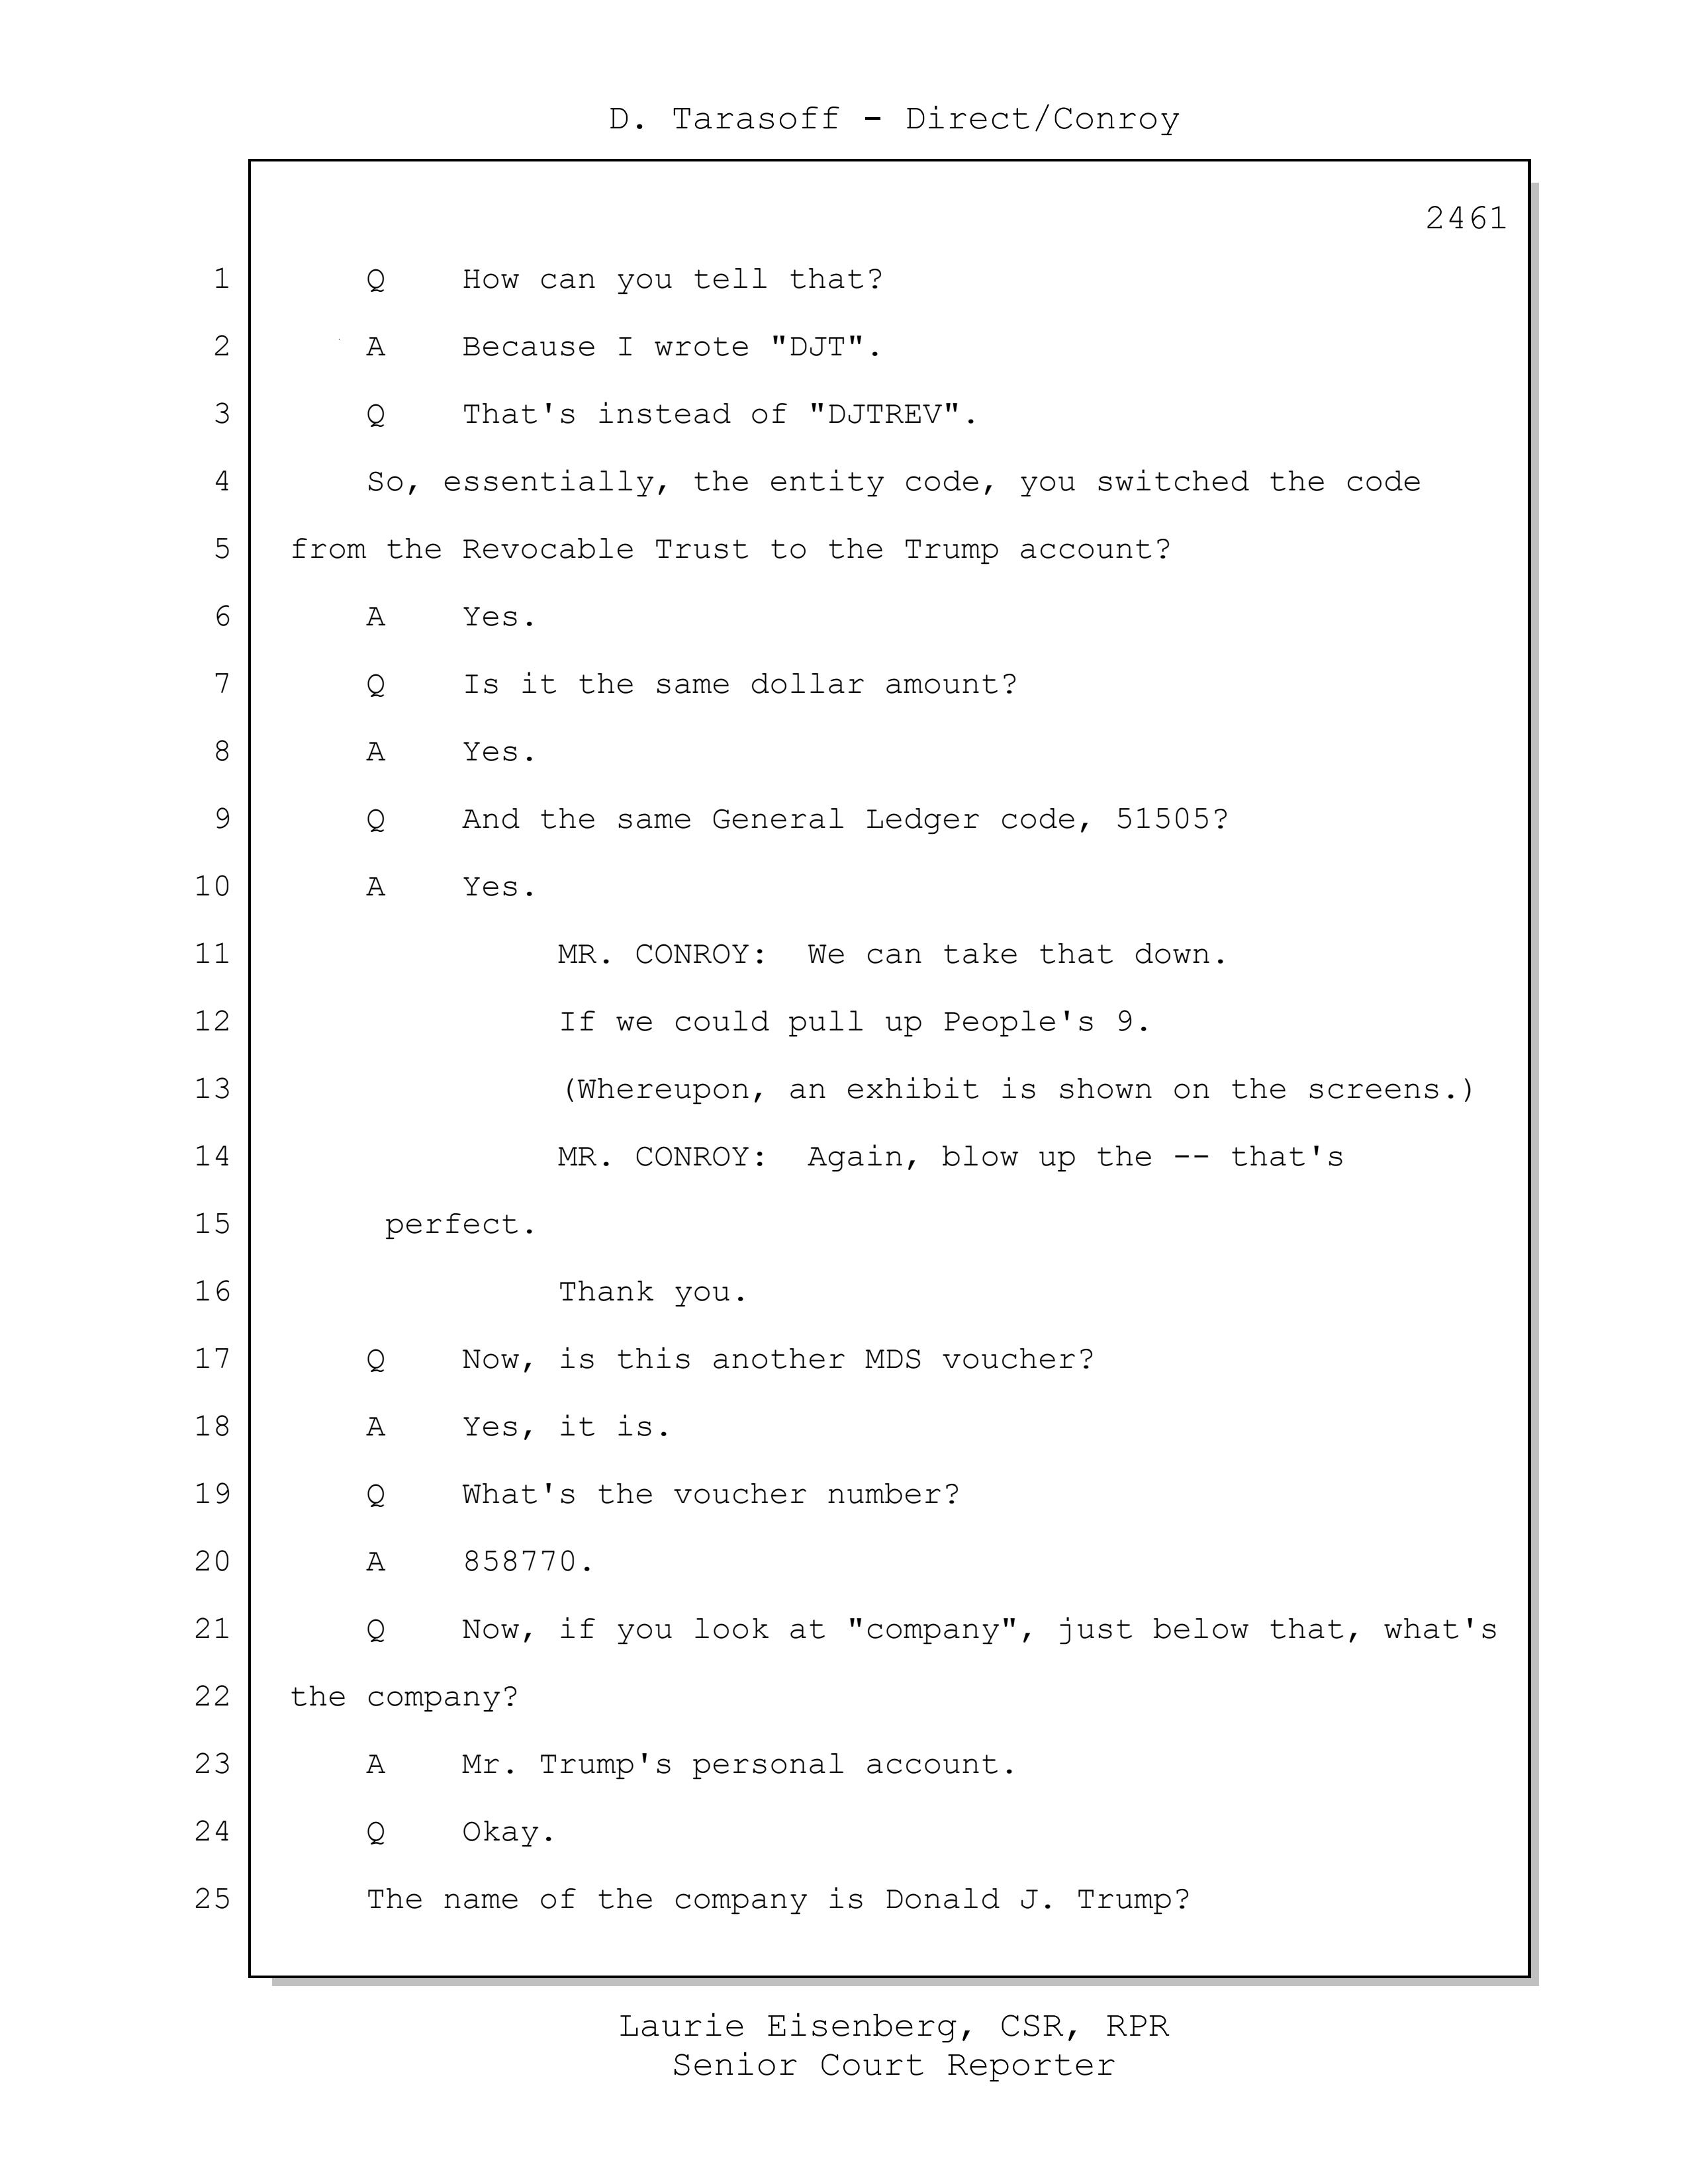 D. Tarasoff - Direct/Conroy
2461
1 Q How can you tell that?
2 A Because I wrote "DJT".
3 Q That's instead of "DJTREV".
4 So, essentially, the entity code, you switched the code
5 from the Revocable Trust to the Trump account?
6 A Yes.
7 Q Is it the same dollar amount?
8 A Yes.
9 Q And the same General Ledger code, 51505?
10 A Yes.
11 MR. CONROY: We can take that down.
12 If we could pull up People's 9.
13 (Whereupon, an exhibit is shown on the screens.)
14 MR. CONROY: Again, blow up the -- that's
15 perfect.
16 Thank you.
17 Q Now, is this another MDS voucher?
18 A Yes, it is.
19 Q What's the voucher number?
20 A 858770.
21 Q Now, if you look at "company", just below that, what's
22 the company?
23 A Mr. Trump's personal account.
24 Q Okay.
25 The name of the company is Donald J. Trump?
Laurie Eisenberg, CSR, RPR
Senior Court Reporter